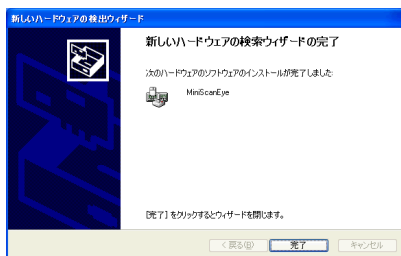 新しいハードウェアの検出ウィザード
新しいハードウェアの検索ウィザードの完了
次のハードウェアのソフトウェアのインストールが完了しました:
MiniScanEye
[完了] をクリックするとウィザードを閉じます。
< 戻る(B)
完了
キャンセル